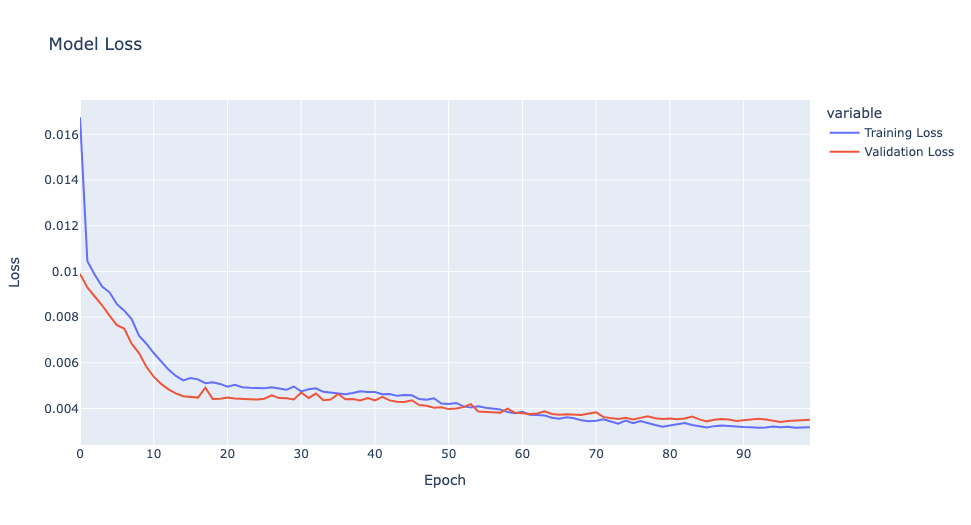 Model Loss
variable
Training Loss
Validation Loss
Loss
0.016
0.014
0.012
0.01
0.008
0.006
0.004
0 10 20 30 40 50 60 70 80 90
Epoch